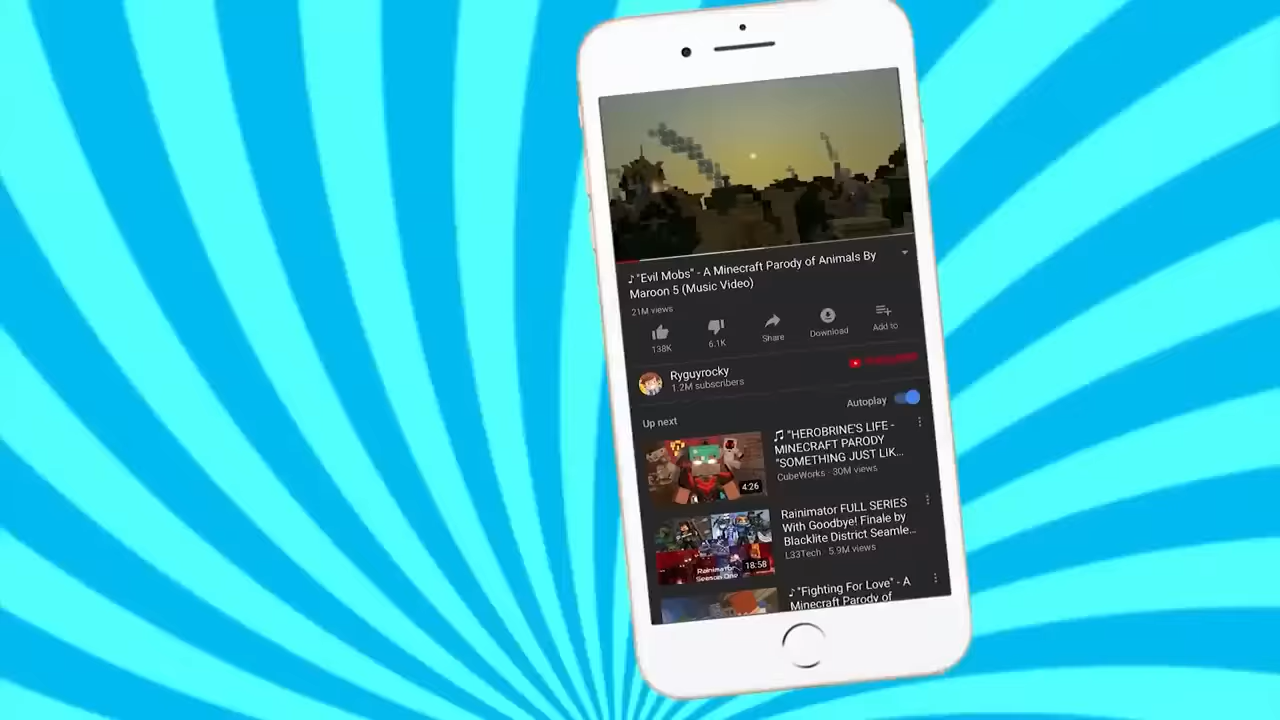 ♪ "Evil Mobs" - A Minecraft Parody of Animals By
Maroon 5 (Music Video)
21M views
138K
6.1K
Share
Download
Add to
Ryguyrocky
1.2M subscribers
Autoplay
Up next
🎵 "HEROBRINE'S LIFE -
MINECRAFT PARODY
"SOMETHING JUST LIK...
CubeWorks · 30M views
4:26
Rainimator FULL SERIES
With Goodbye! Finale by
Blacklite District Seamle...
L33Tech · 5.9M views
Rainimator
Season One
18:58
♪ "Fighting For Love" - A
Minecraft Parody of